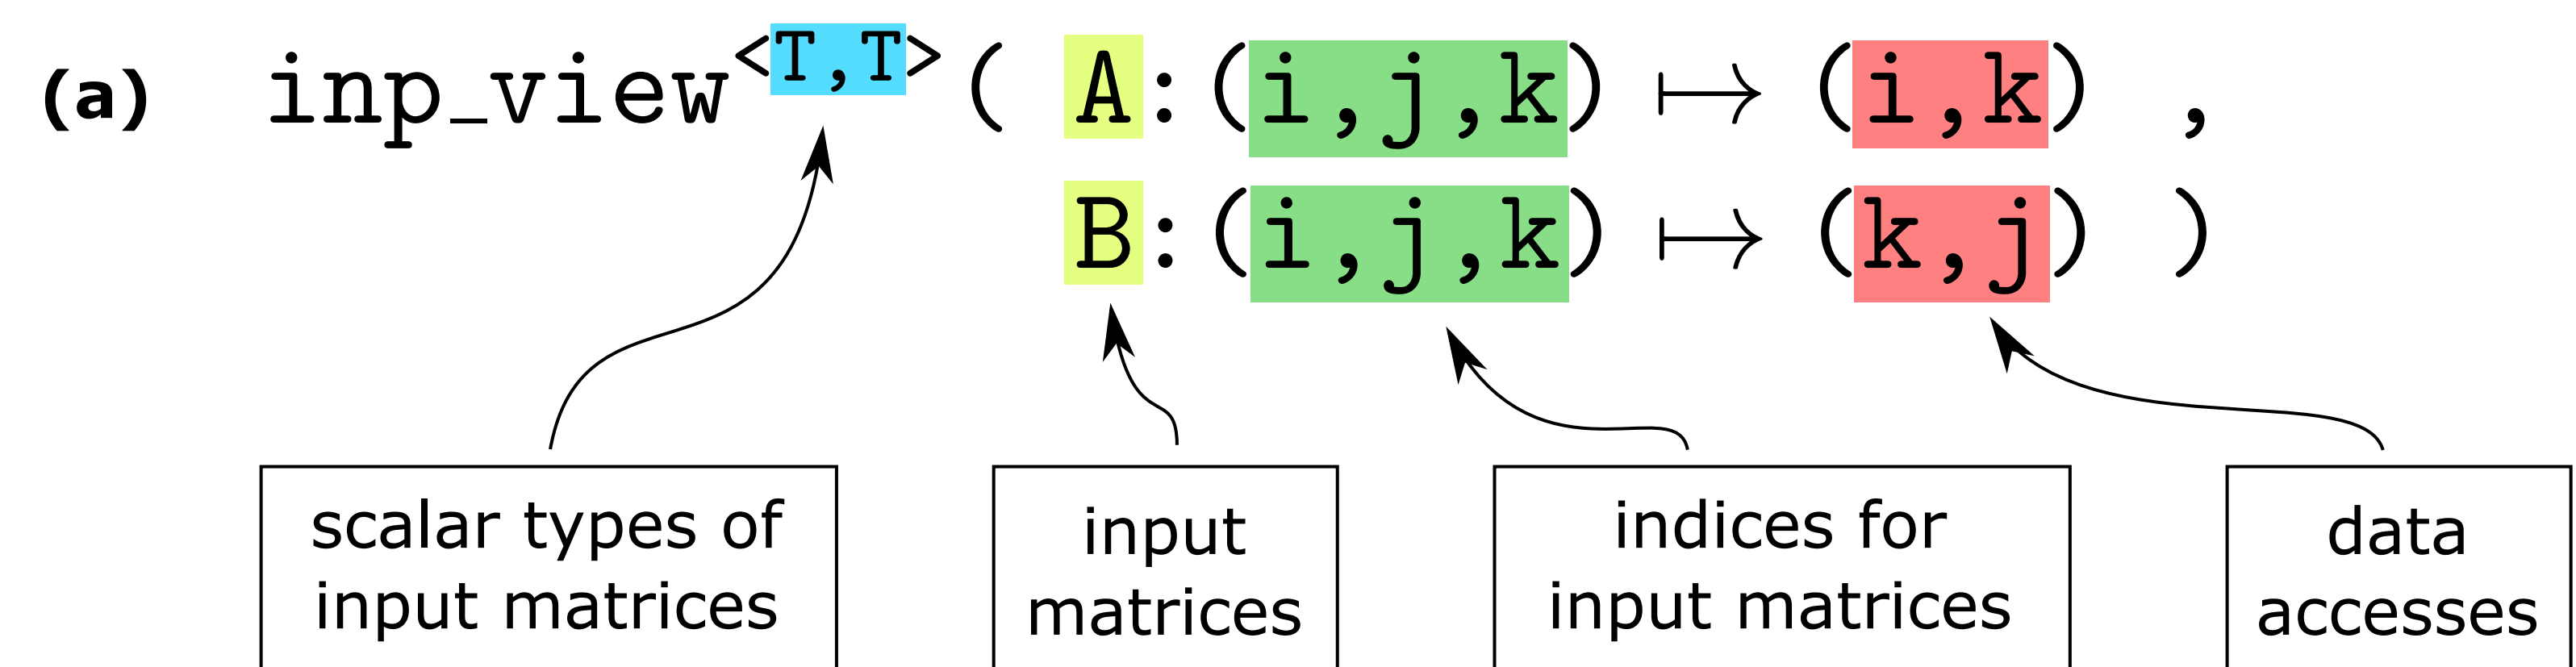 (a) inp_view<T,T>( A:(i,j,k) ⟼ (i,k) ,
B:(i,j,k) ⟼ (k,j) )
scalar types of
input matrices
input
matrices
indices for
input matrices
data
accesses